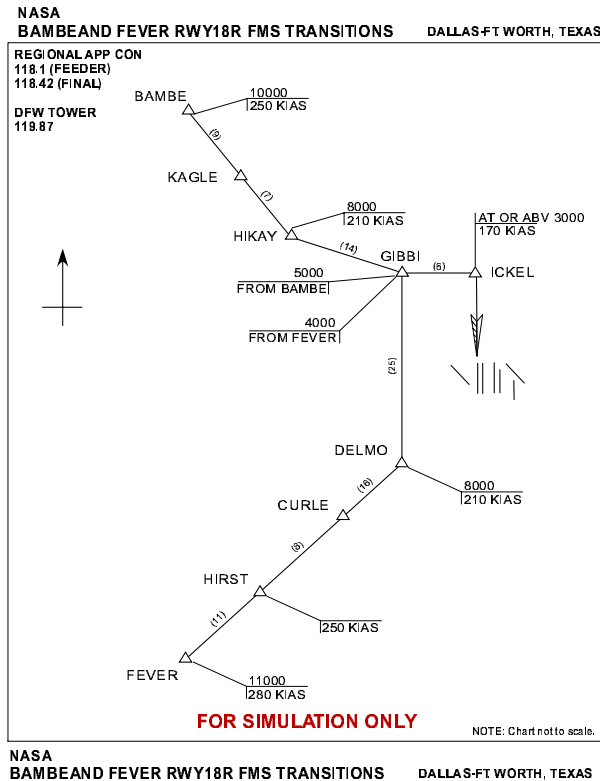 NASA
BAMBEAND FEVER RWY18R FMS TRANSITIONS DALLAS-FT WORTH, TEXAS
REGIONAL APP CON
118.1 (FEEDER)
118.42 (FINAL)
DFW TOWER
119.87
BAMBE
10000
250 KIAS
(9)
KAGLE
(7)
8000
210 KIAS
HIKAY
(14)
AT OR ABV 3000
170 KIAS
GIBBI
(6)
ICKEL
5000
FROM BAMBE
4000
FROM FEVER
(25)
DELMO
8000
210 KIAS
(16)
CURLE
(8)
HIRST
250 KIAS
(11)
FEVER
11000
280 KIAS
FOR SIMULATION ONLY
NOTE: Chart not to scale.
NASA
BAMBEAND FEVER RWY18R FMS TRANSITIONS DALLAS-FT WORTH, TEXAS